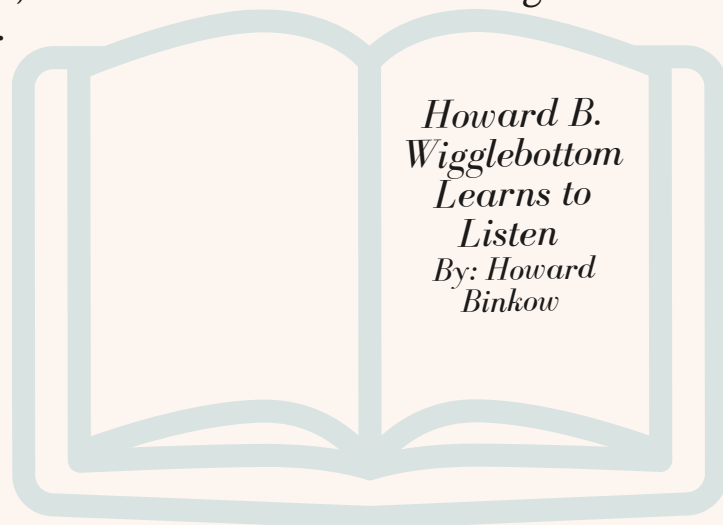 Howard B.
Wigglebottom
Learns to
Listen
By: Howard
Binkow